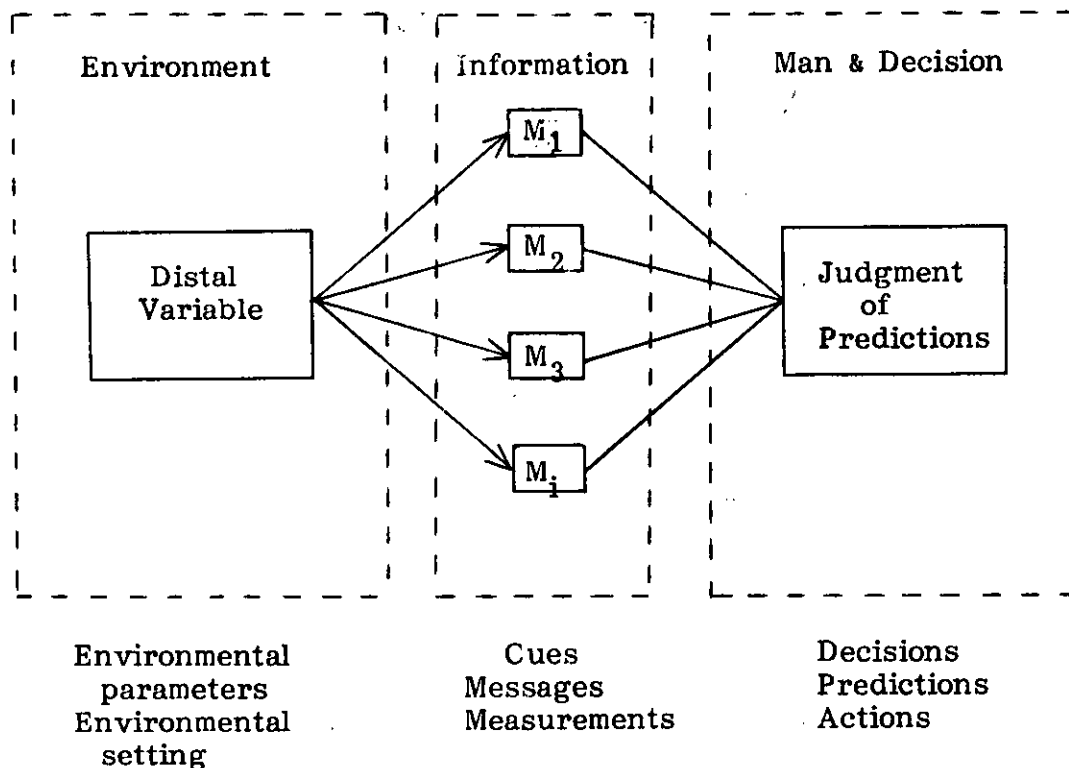 Environment
Information
Man & Decision
M1
M2
M3
Mi
Distal
Variable
Judgment
of
Predictions
Environmental
parameters
Environmental
setting
Cues
Messages
Measurements
Decisions
Predictions
Actions